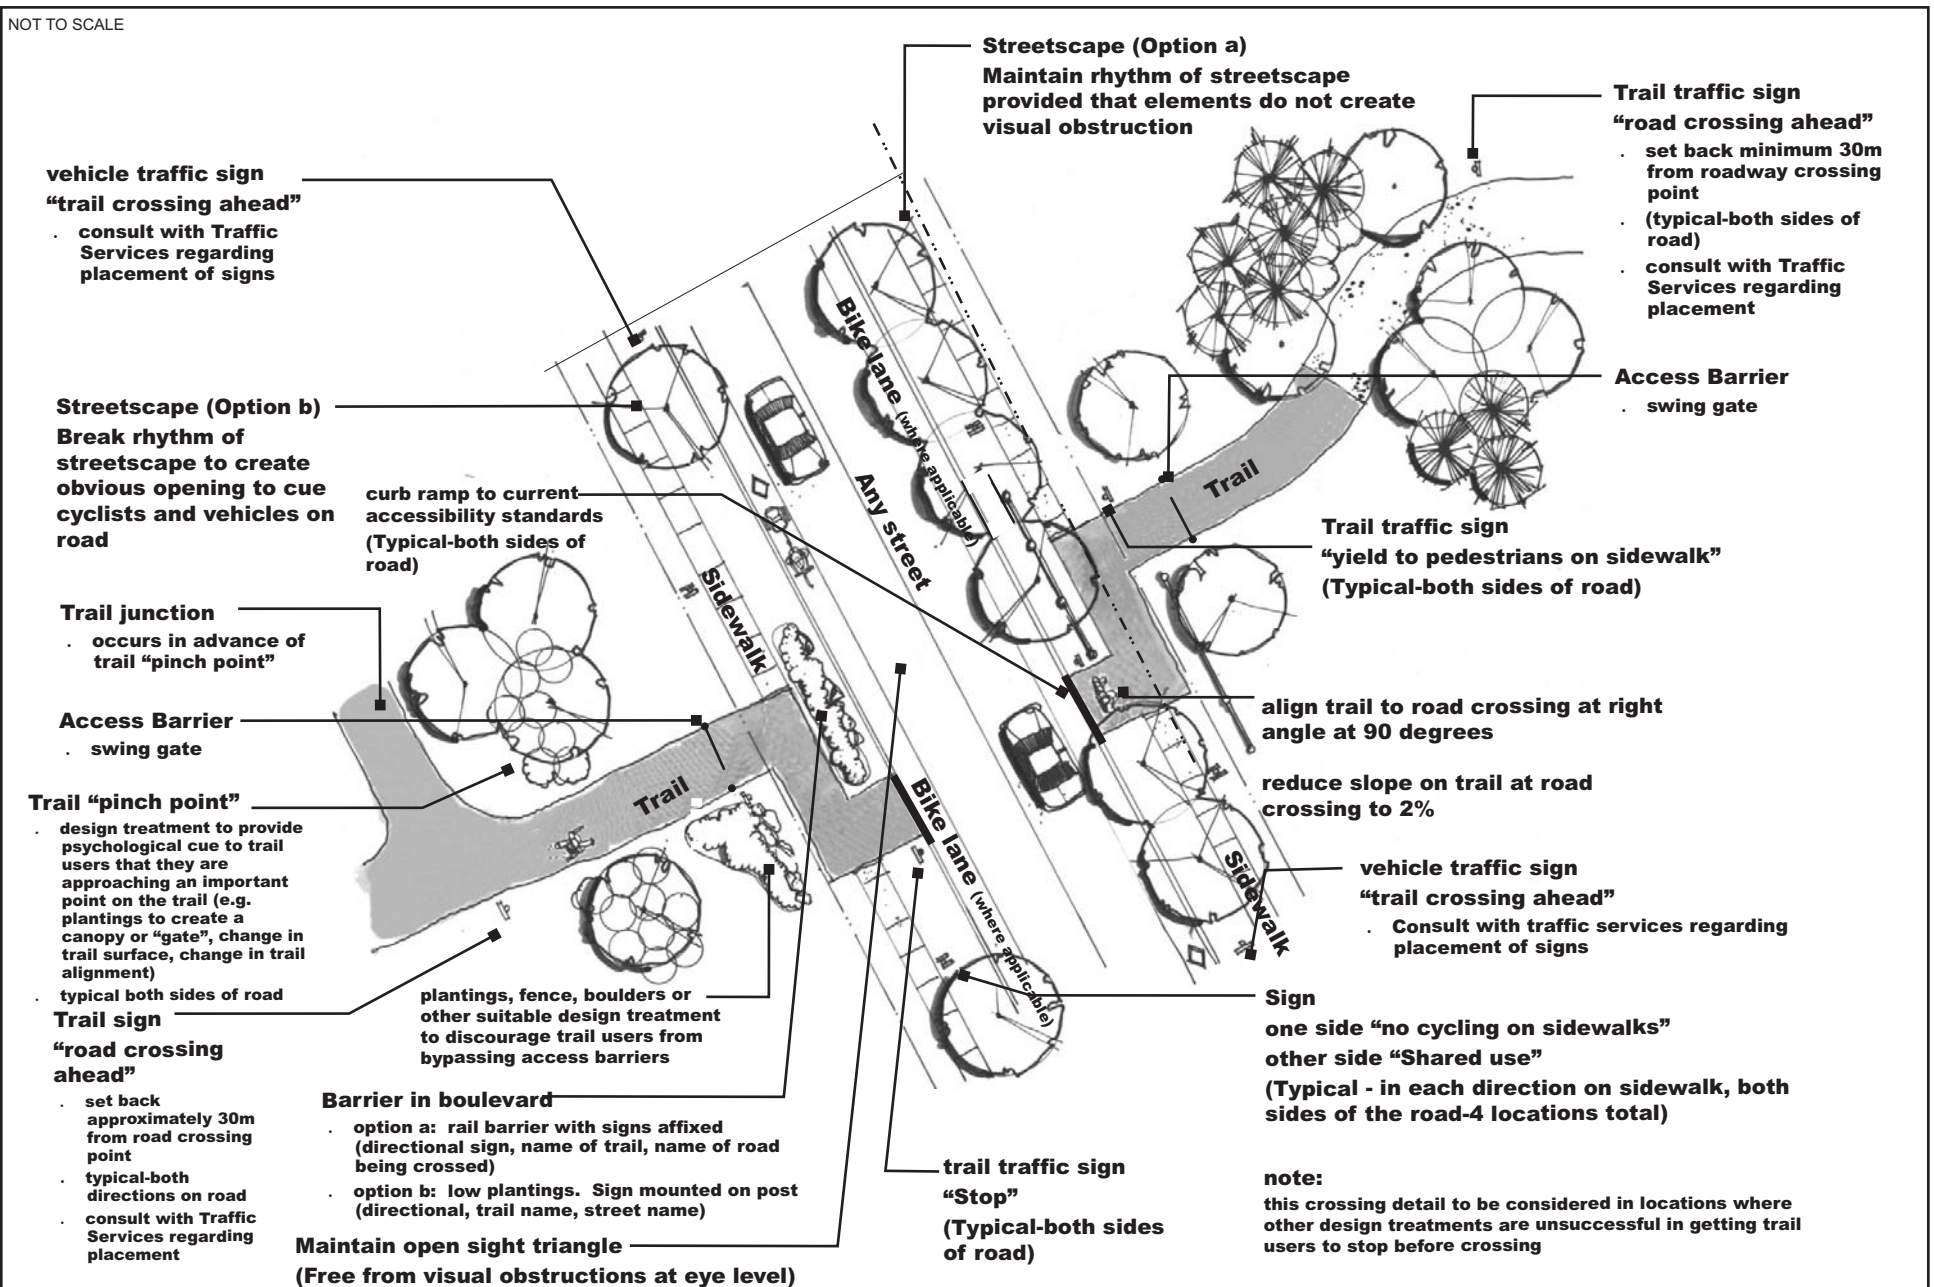 NOT TO SCALE
Streetscape (Option a)
Maintain rhythm of streetscape
provided that elements do not create
visual obstruction
Trail traffic sign
“road crossing ahead”
. set back minimum 30m
from roadway crossing
point
. (typical-both sides of
road)
. consult with Traffic
Services regarding
placement
vehicle traffic sign
“trail crossing ahead”
. consult with Traffic
Services regarding
placement of signs
Access Barrier
. swing gate
Streetscape (Option b)
Break rhythm of
streetscape to create
obvious opening to cue
cyclists and vehicles on
road
curb ramp to current
accessibility standards
(Typical-both sides of
road)
Bike lane (where applicable)
Any street
Trail
Sidewalk
Trail traffic sign
“yield to pedestrians on sidewalk”
(Typical-both sides of road)
Trail junction
. occurs in advance of
trail “pinch point”
Access Barrier
. swing gate
align trail to road crossing at right
angle at 90 degrees
reduce slope on trail at road
crossing to 2%
Trail
Bike lane (where applicable)
Sidewalk
Trail “pinch point”
. design treatment to provide
psychological cue to trail
users that they are
approaching an important
point on the trail (e.g.
plantings to create a
canopy or “gate”, change in
trail surface, change in trail
alignment)
. typical both sides of road
vehicle traffic sign
“trail crossing ahead”
. Consult with traffic services regarding
placement of signs
Trail sign
“road crossing
ahead”
. set back
approximately 30m
from road crossing
point
. typical-both
directions on road
. consult with Traffic
Services regarding
placement
plantings, fence, boulders or
other suitable design treatment
to discourage trail users from
bypassing access barriers
Barrier in boulevard
. option a: rail barrier with signs affixed
(directional sign, name of trail, name of road
being crossed)
. option b: low plantings. Sign mounted on post
(directional, trail name, street name)
Maintain open sight triangle
(Free from visual obstructions at eye level)
trail traffic sign
“Stop”
(Typical-both sides
of road)
Sign
one side “no cycling on sidewalks”
other side “Shared use”
(Typical - in each direction on sidewalk, both
sides of the road-4 locations total)
note:
this crossing detail to be considered in locations where
other design treatments are unsuccessful in getting trail
users to stop before crossing